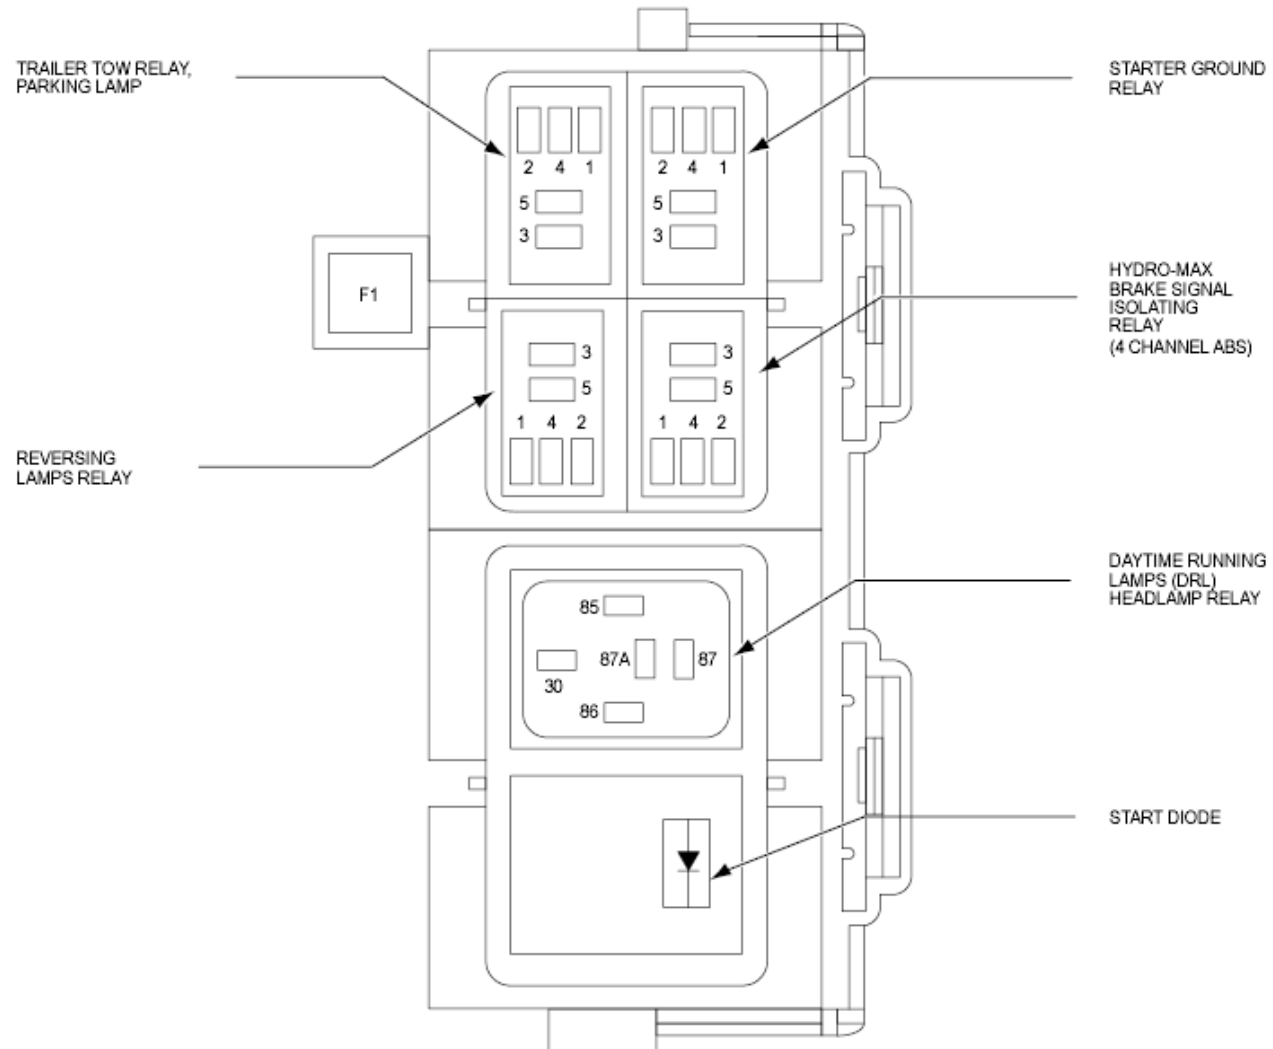 TRAILER TOW RELAY,
PARKING LAMP
STARTER GROUND
RELAY
2 4 1
5
3
2 4 1
5
3
F1
HYDRO-MAX
BRAKE SIGNAL
ISOLATING
RELAY
(4 CHANNEL ABS)
3
5
1 4 2
3
5
1 4 2
REVERSING
LAMPS RELAY
DAYTIME RUNNING
LAMPS (DRL)
HEADLAMP RELAY
85
87A 87
30
86
START DIODE